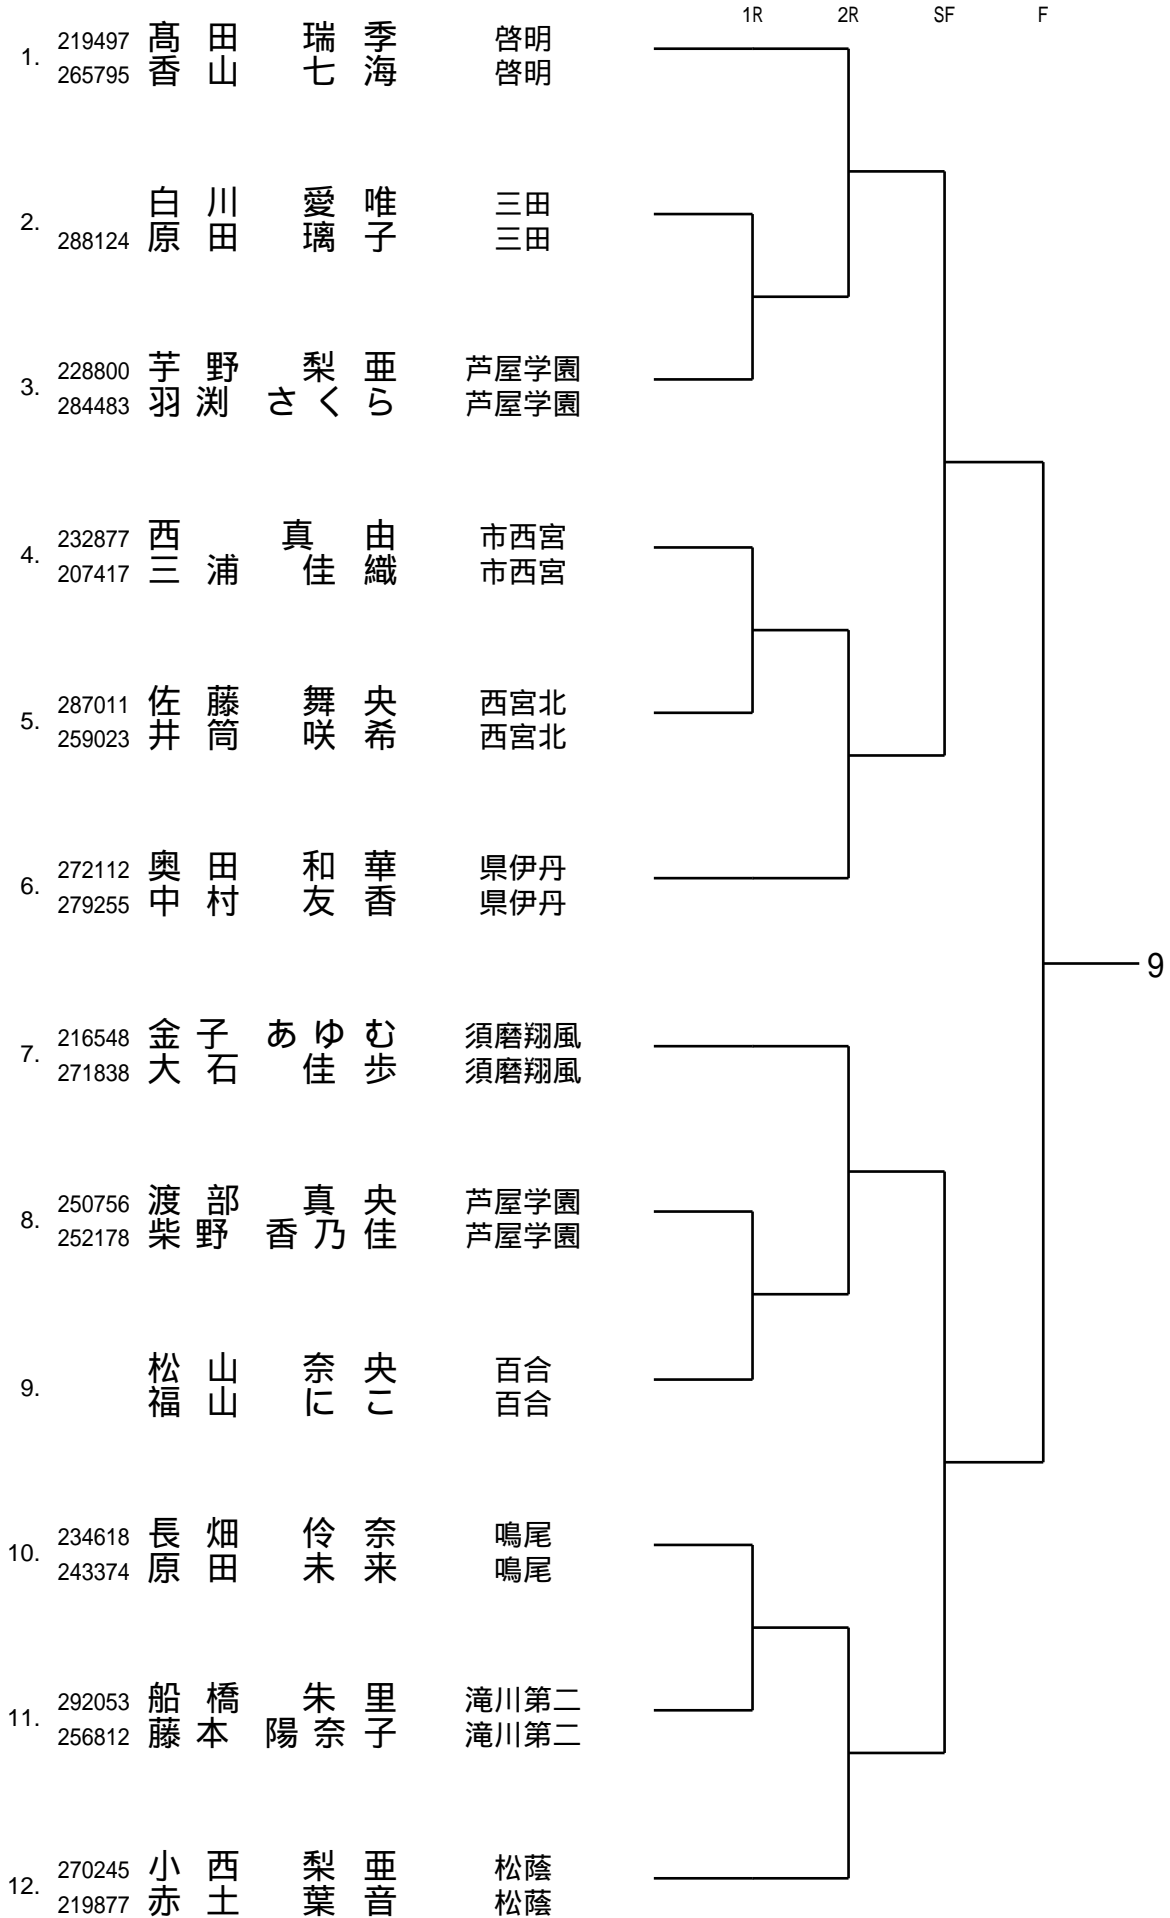 1R 2R SF F
1. 219497 髙田 瑞季 啓明
265795 香山 七海 啓明
2. 白川 愛唯 三田
288124 原田 璃子 三田
3. 228800 芋野 梨亜 芦屋学園
284483 羽渕 さくら 芦屋学園
4. 232877 西 真由 市西宮
207417 三浦 佳織 市西宮
5. 287011 佐藤 舞央 西宮北
259023 井筒 咲希 西宮北
6. 272112 奥田 和華 県伊丹
279255 中村 友香 県伊丹
9
7. 216548 金子 あゆむ 須磨翔風
271838 大石 佳歩 須磨翔風
8. 250756 渡部 真央 芦屋学園
252178 柴野 香乃佳 芦屋学園
9. 松山 奈央 百合
福山 にこ 百合
10. 234618 長畑 伶奈 鳴尾
243374 原田 未来 鳴尾
11. 292053 船橋 朱里 滝川第二
256812 藤本 陽奈子 滝川第二
12. 270245 小西 梨亜 松蔭
219877 赤土 葉音 松蔭